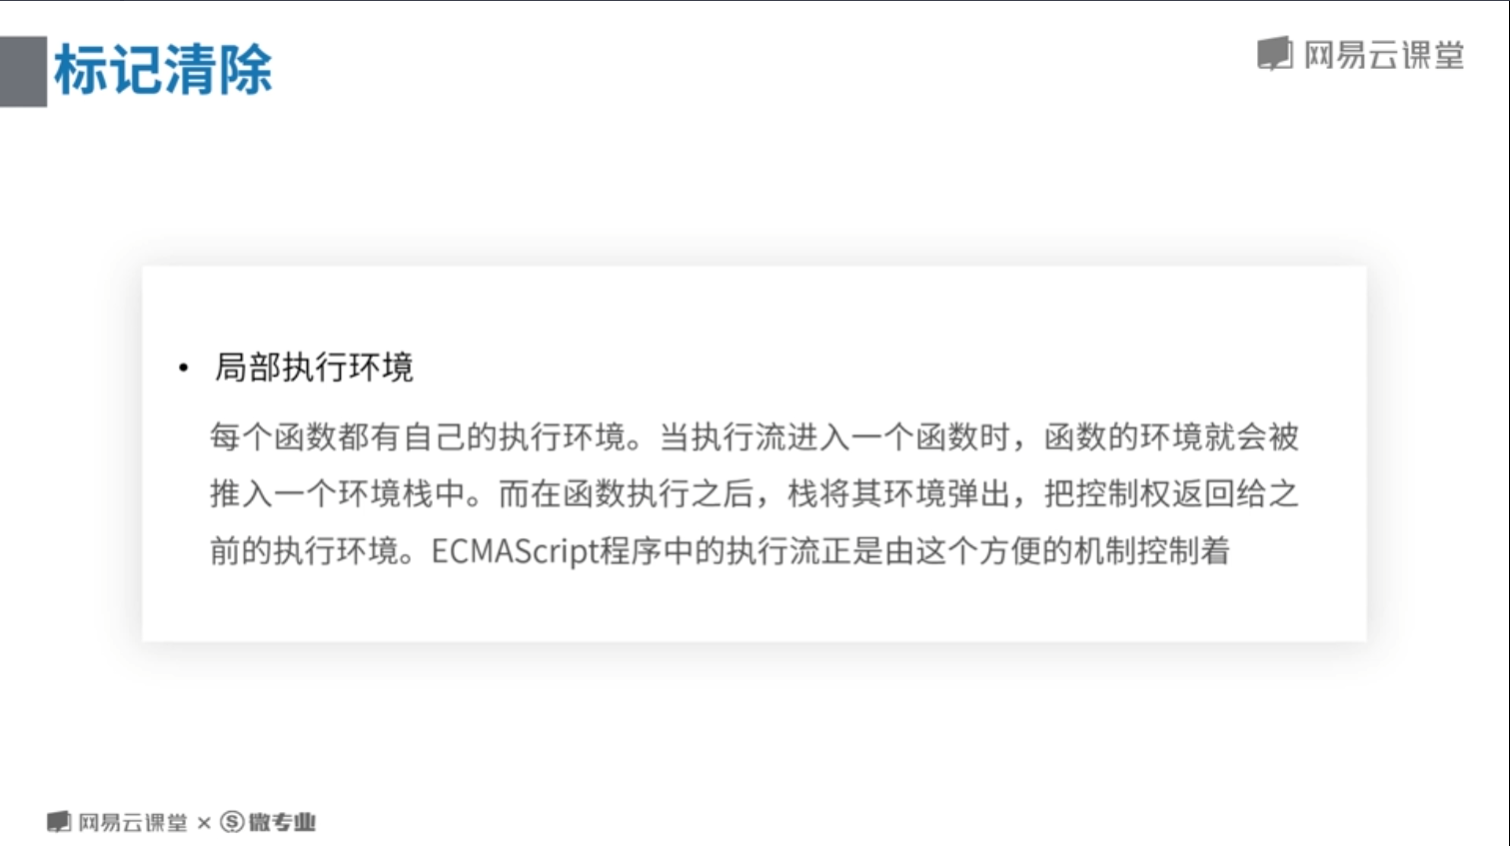 标记清除
网易云课堂
• 局部执行环境
每个函数都有自己的执行环境。当执行流进入一个函数时，函数的环境就会被
推入一个环境栈中。而在函数执行之后，栈将其环境弹出，把控制权返回给之
前的执行环境。ECMAScript程序中的执行流正是由这个方便的机制控制着
网易云课堂 × Ⓢ微专业